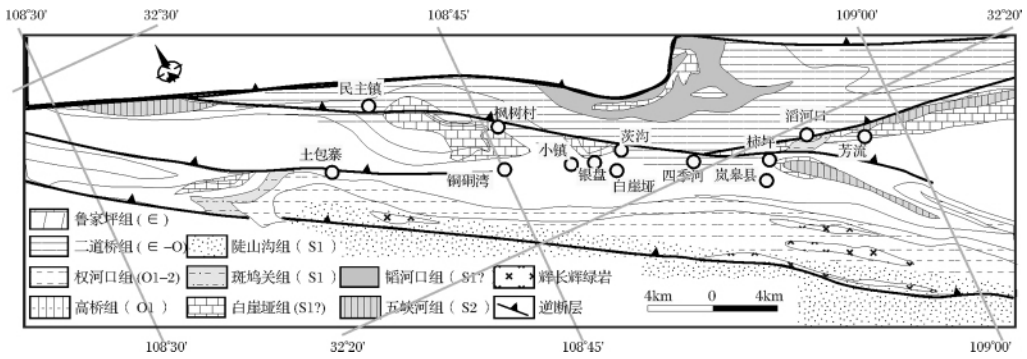 108°30′
32°30′
108°45′
109°00′
32°20′
民主镇
枫树村
滔河口
茨沟
柿坪
芳流
小镇
土包寨
铜硐湾
银盘
白崖垭
四季河
岚皋县
鲁家坪组(∈)
二道桥组(∈-O)
陡山沟组(S1)
权河口组(O1-2)
斑鸠关组(S1)
韬河口组(S1?
辉长辉绿岩
高桥组(O1)
白崖垭组(S1?)
五峡河组(S2)
逆断层
4km 0 4km
108°30′
32°20′
108°45′
109°00′